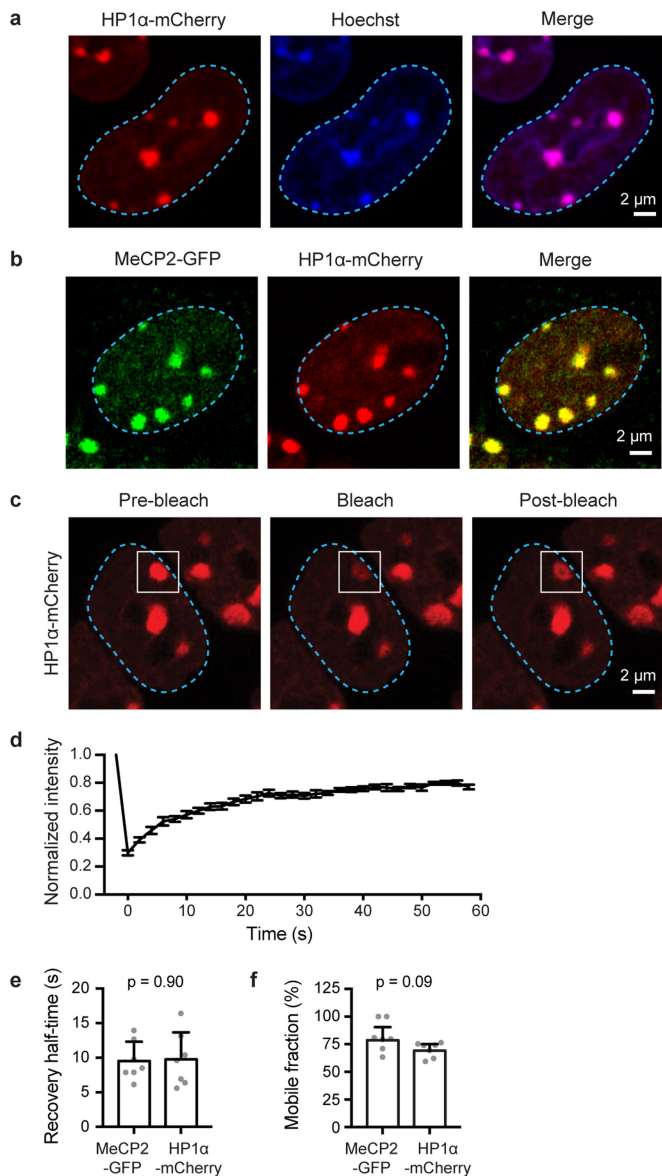 a
HP1α-mCherry
Hoechst
Merge
2 µm
b
MeCP2-GFP
HP1α-mCherry
Merge
2 µm
c
Pre-bleach
Bleach
Post-bleach
HP1α-mCherry
2 µm
d
Normalized intensity
1.0
0.8
0.6
0.4
0.2
0.0
0 10 20 30 40 50 60
Time (s)
e
p = 0.90
Recovery half-time (s)
20
15
10
5
0
MeCP2
-GFP
HP1α
-mCherry
f
p = 0.09
Mobile fraction (%)
100
75
50
25
0
MeCP2
-GFP
HP1α
-mCherry